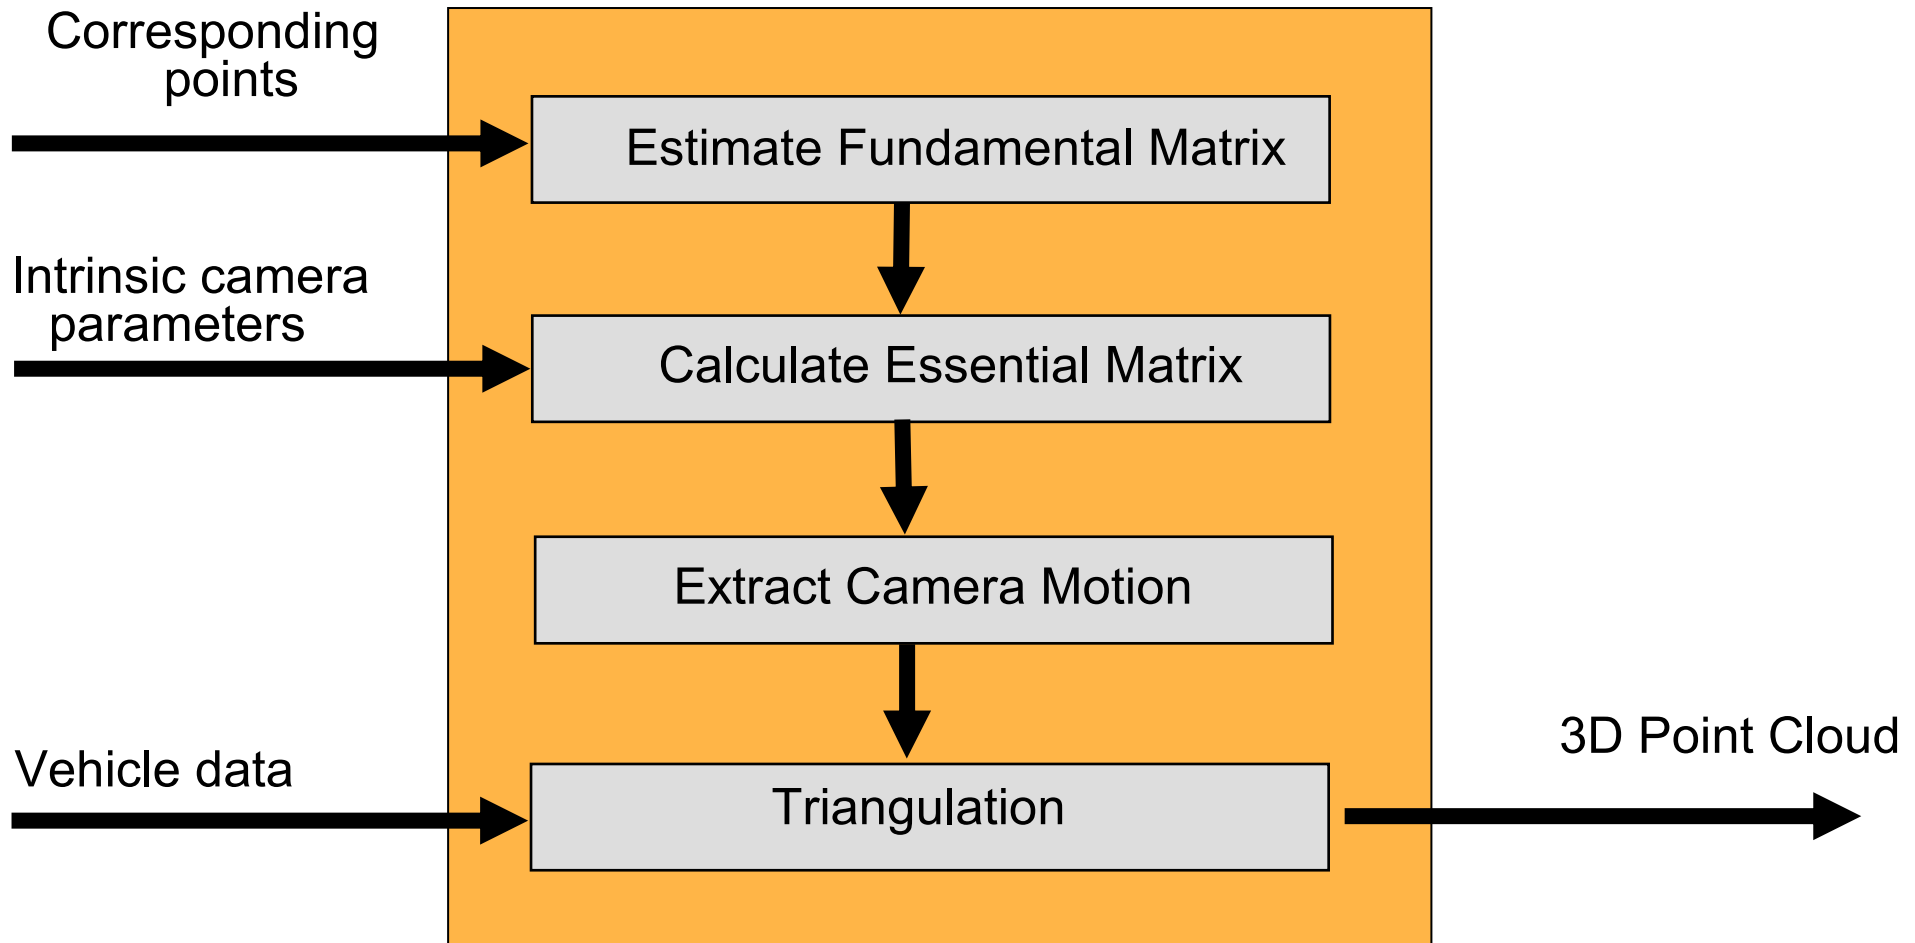 Corresponding
points
Estimate Fundamental Matrix
Intrinsic camera
parameters
Calculate Essential Matrix
Extract Camera Motion
Vehicle data
Triangulation
3D Point Cloud